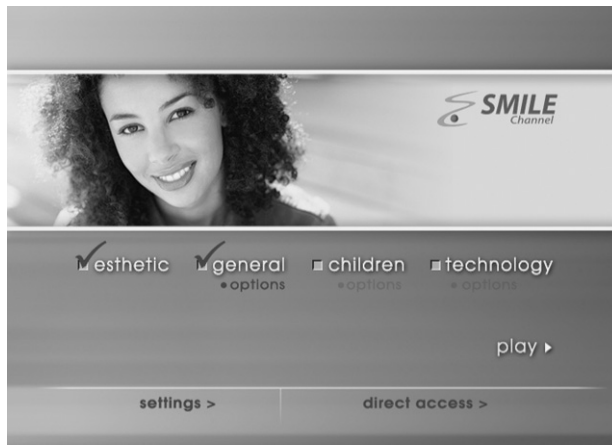 SMILE
Channel
esthetic general children technology
•options •options •options
play
settings > direct access >